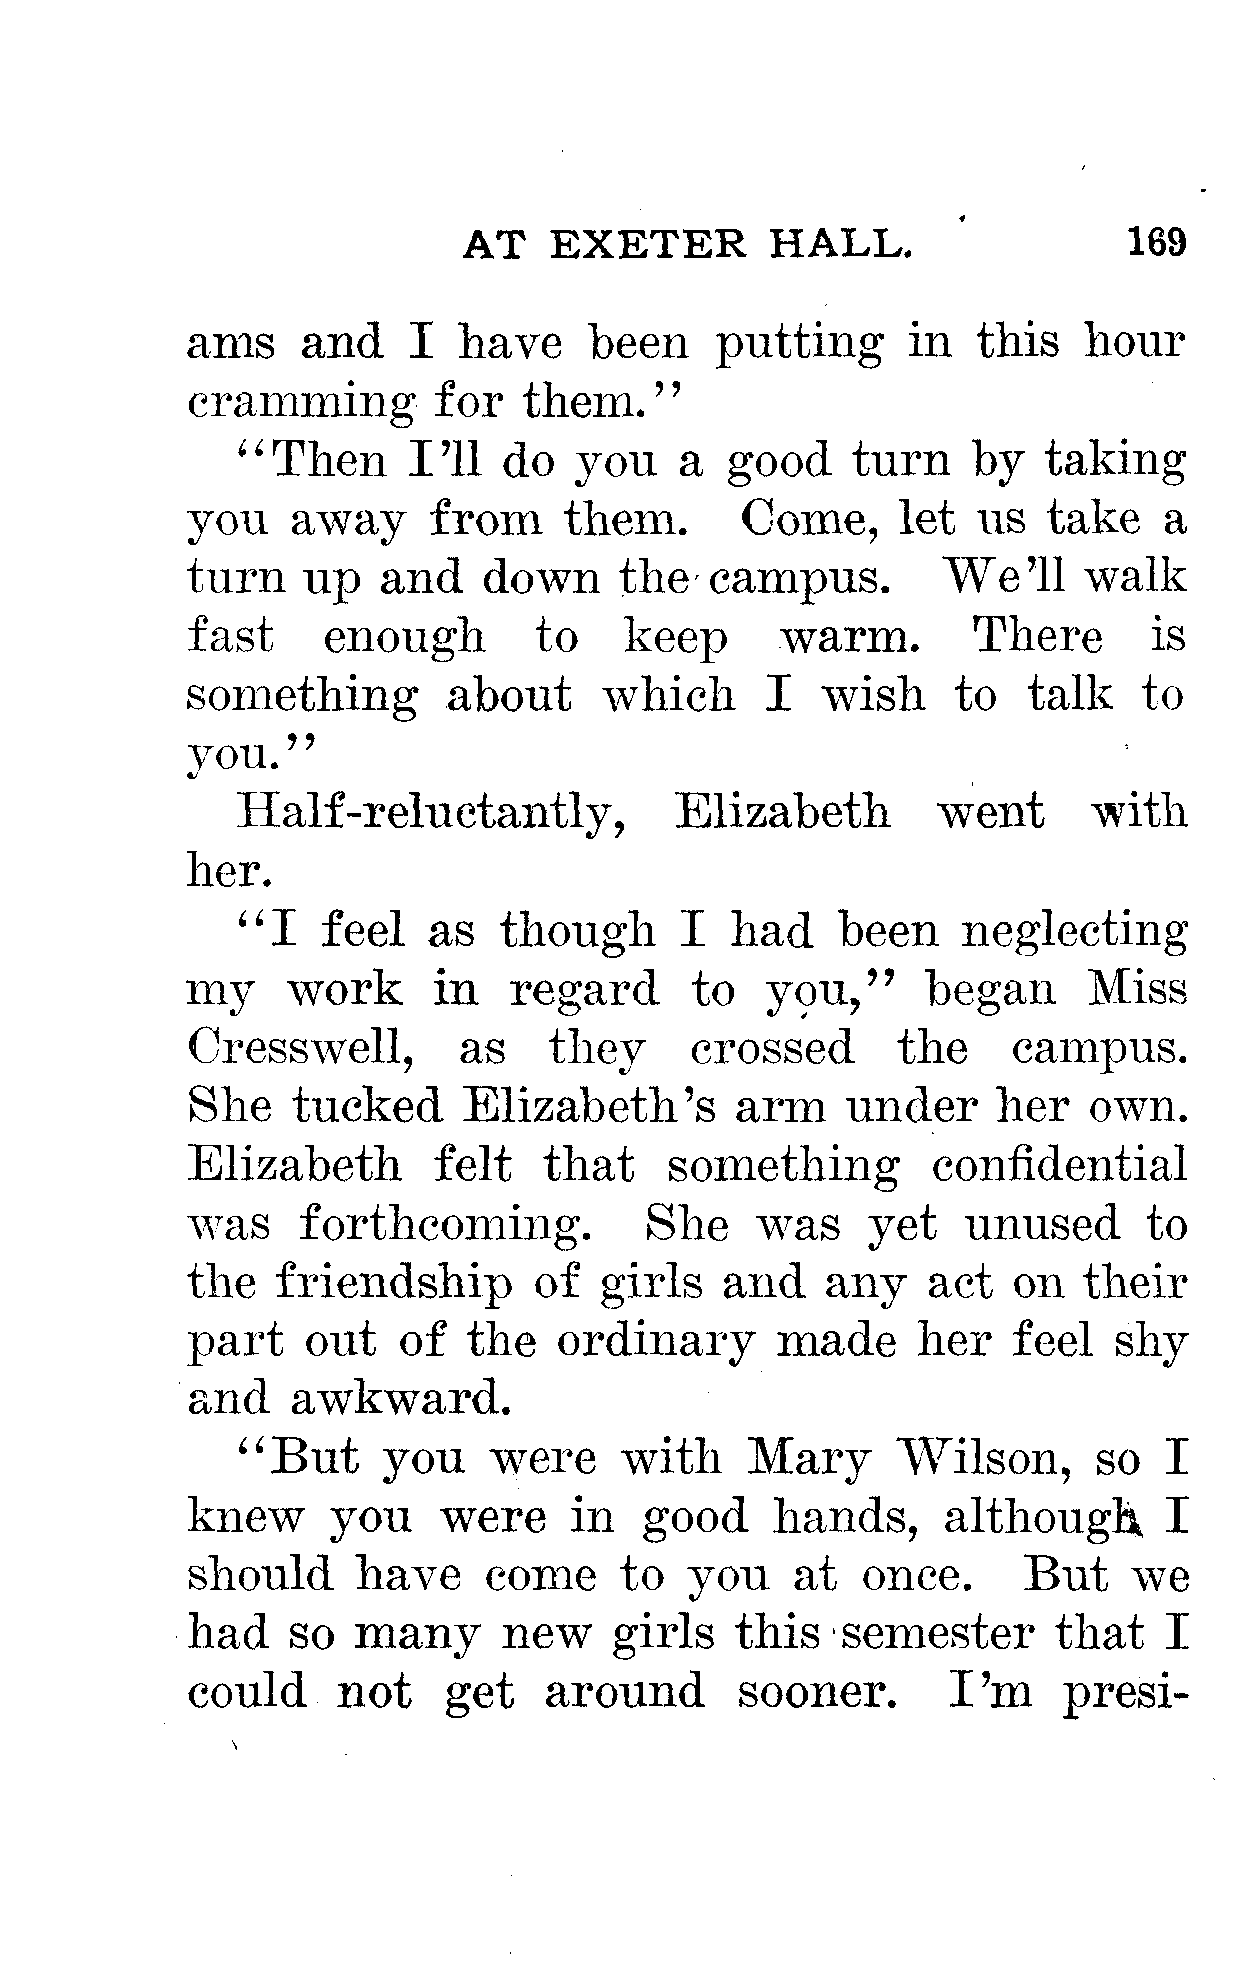 AT EXETER HALL. 169
ams and I have been putting in this hour
cramming for them."
"Then I'll do you a good turn by taking
you away from them. Come, let us take a
turn up and down the campus. We'll walk
fast enough to keep warm. There is
something about which I wish to talk to
you."
Half-reluctantly, Elizabeth went with
her.
"I feel as though I had been neglecting
my work in regard to you," began Miss
Cresswell, as they crossed the campus.
She tucked Elizabeth's arm under her own.
Elizabeth felt that something confidential
was forthcoming. She was yet unused to
the friendship of girls and any act on their
part out of the ordinary made her feel shy
and awkward.
"But you were with Mary Wilson, so I
knew you were in good hands, although I
should have come to you at once. But we
had so many new girls this semester that I
could not get around sooner. I'm presi-